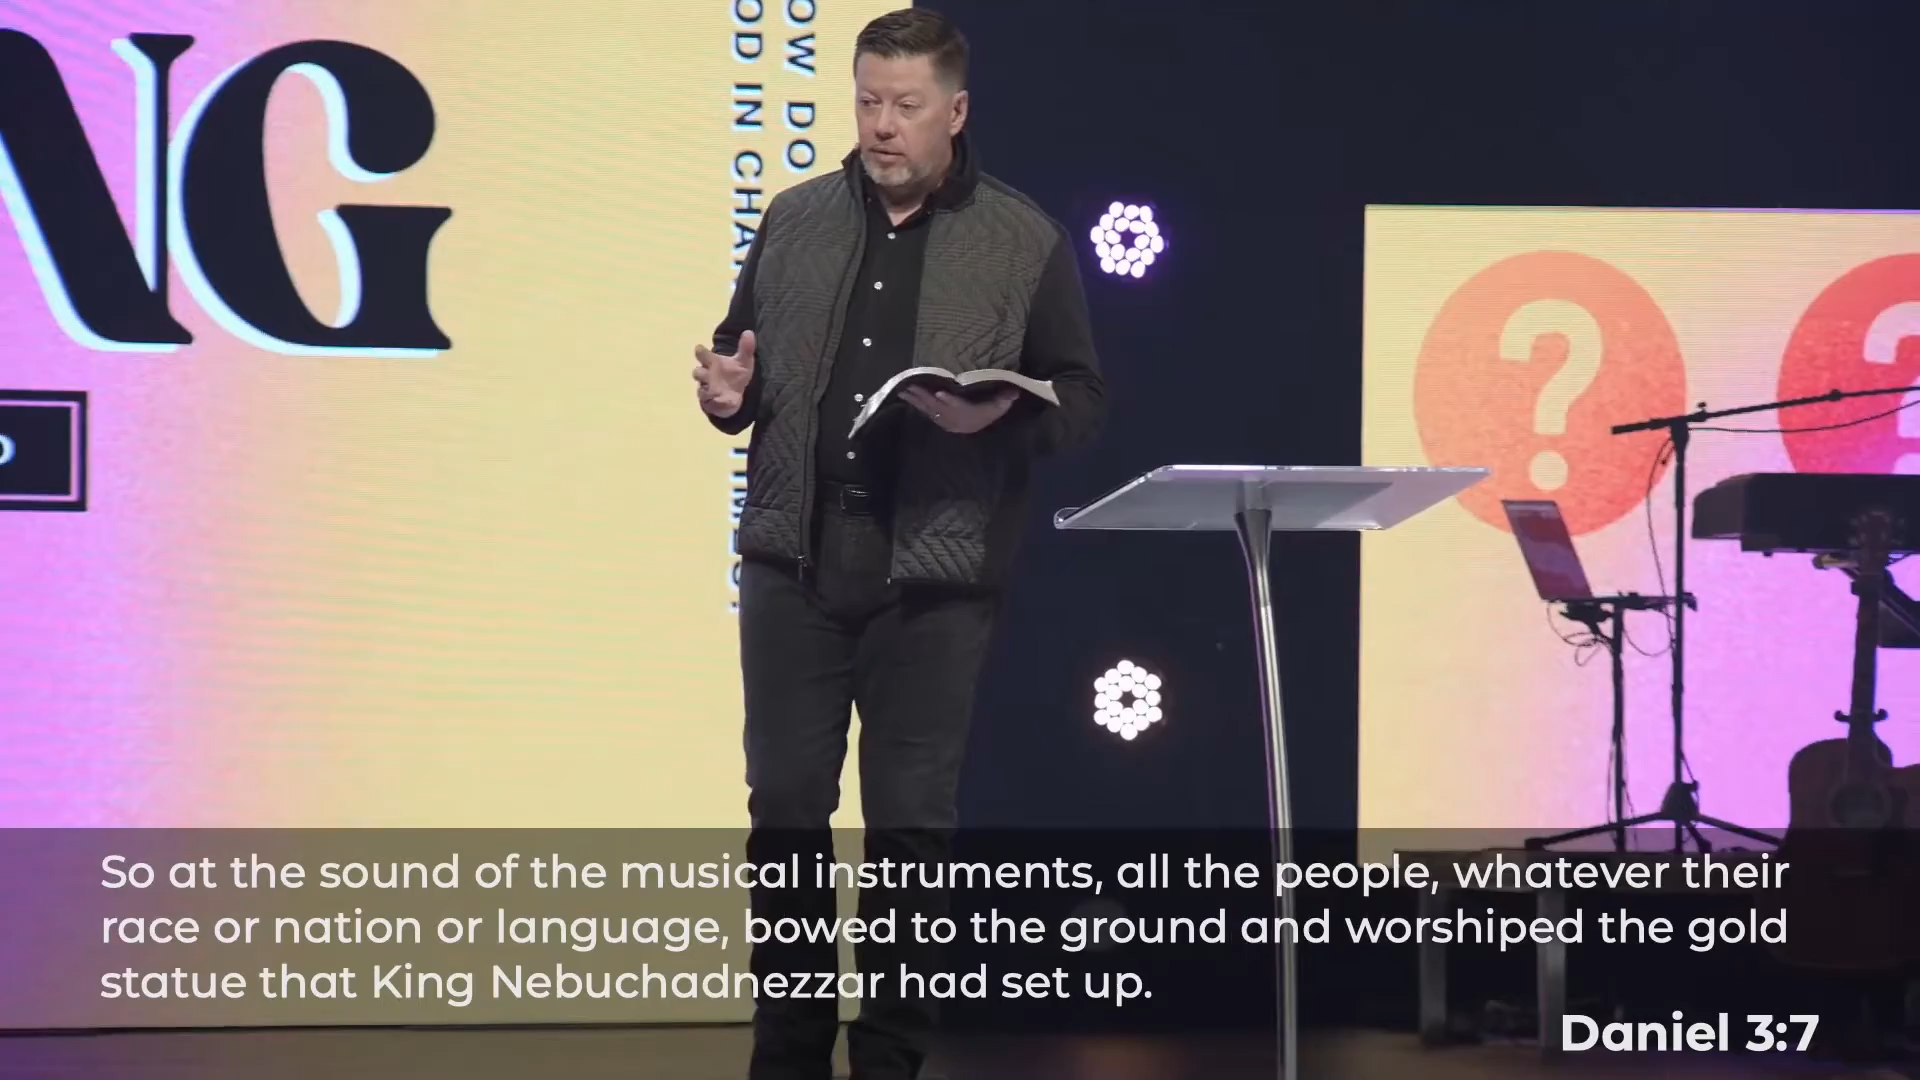 NG
OW DO
OD IN CHA
TIMES?
?
?
So at the sound of the musical instruments, all the people, whatever their
race or nation or language, bowed to the ground and worshiped the gold
statue that King Nebuchadnezzar had set up.
Daniel 3:7